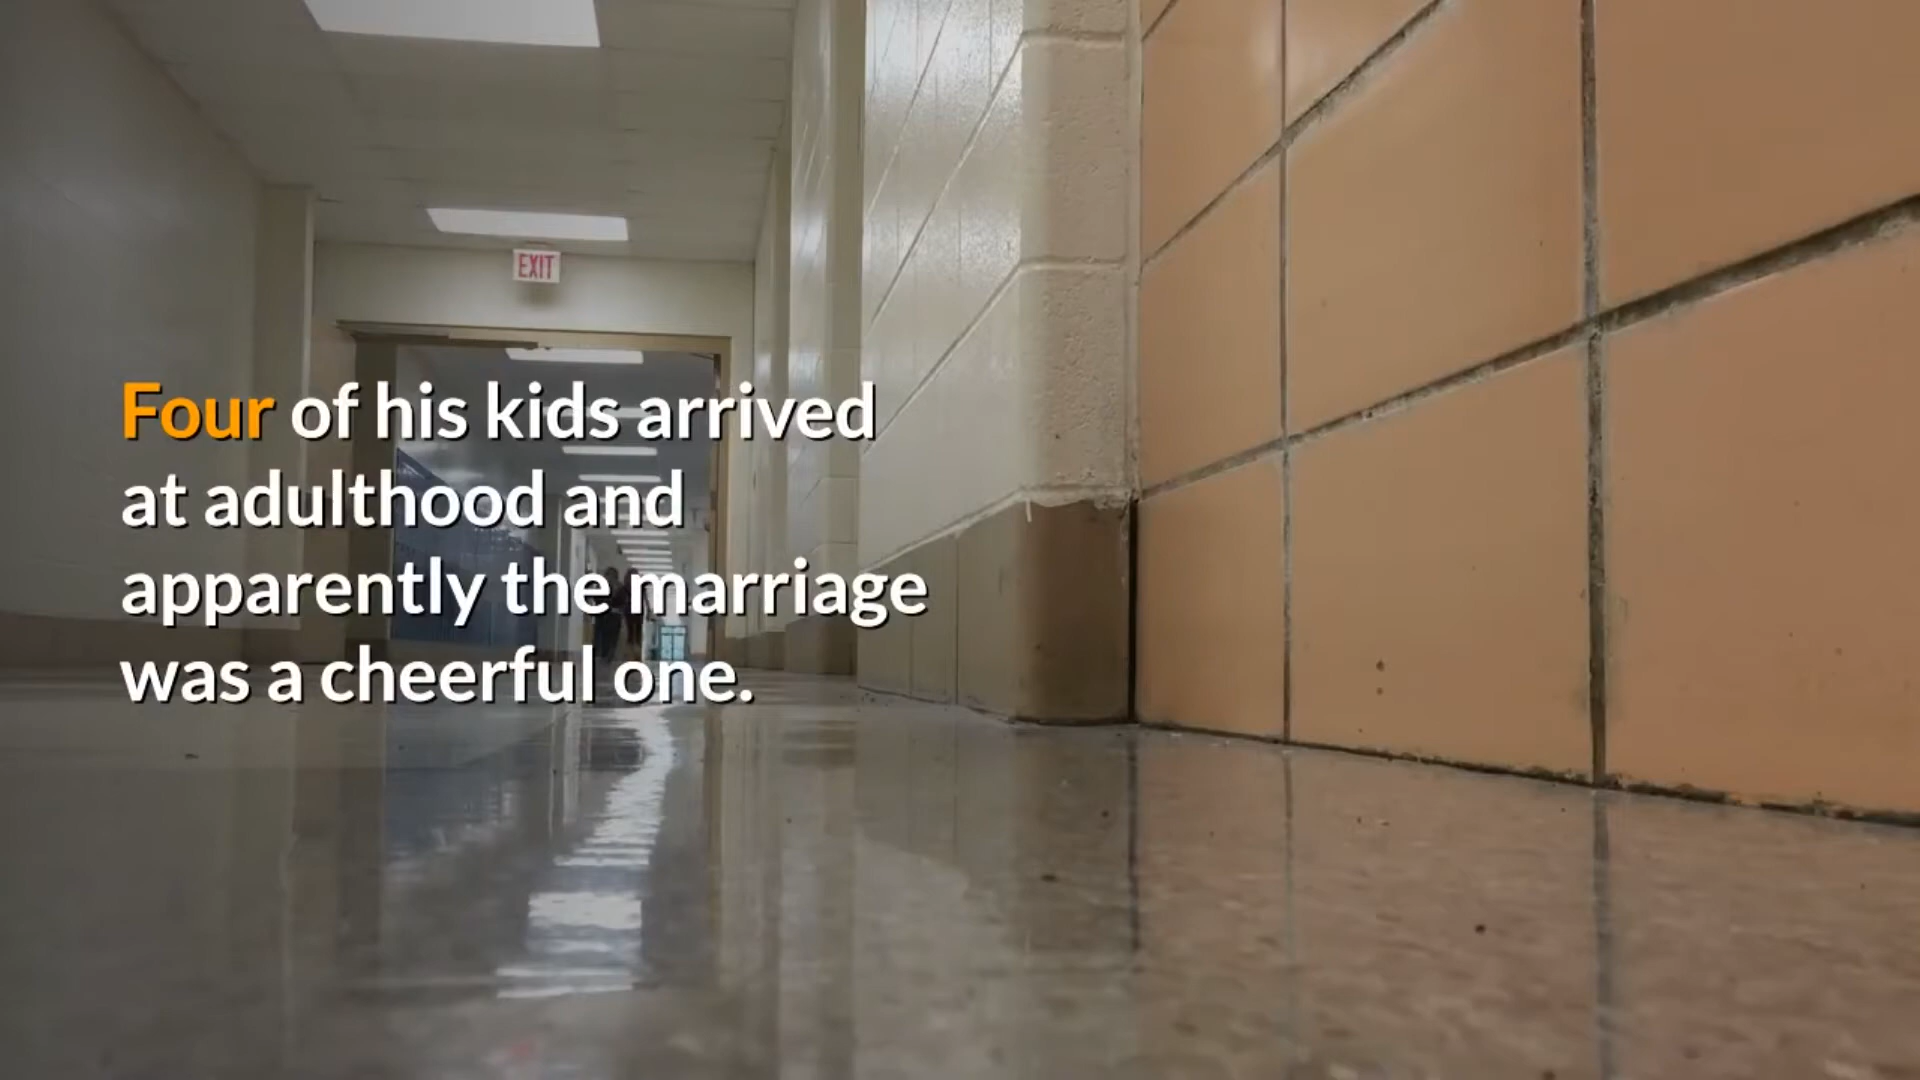 EXIT
Four of his kids arrived
at adulthood and
apparently the marriage
was a cheerful one.